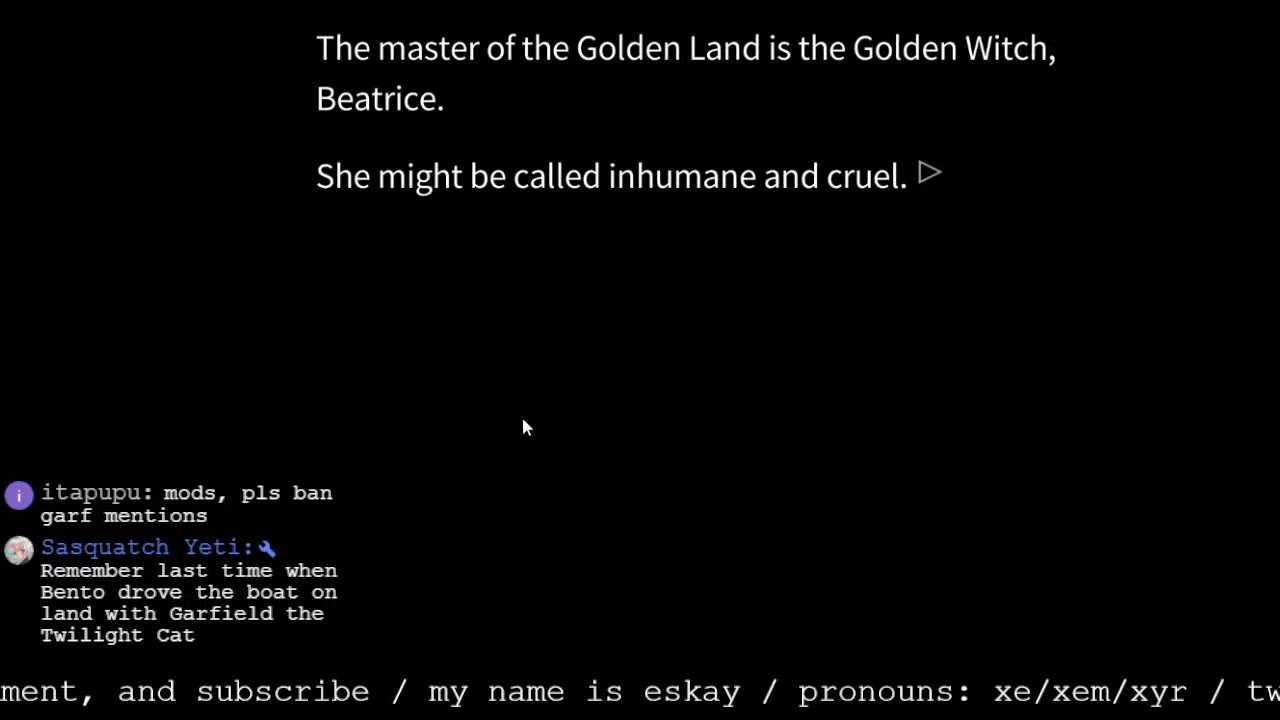 The master of the Golden Land is the Golden Witch,
Beatrice.
She might be called inhumane and cruel.
i itapupu: mods, pls ban
garf mentions
Sasquatch Yeti:
Remember last time when
Bento drove the boat on
land with Garfield the
Twilight Cat
ment, and subscribe / my name is eskay / pronouns: xe/xem/xyr / tw